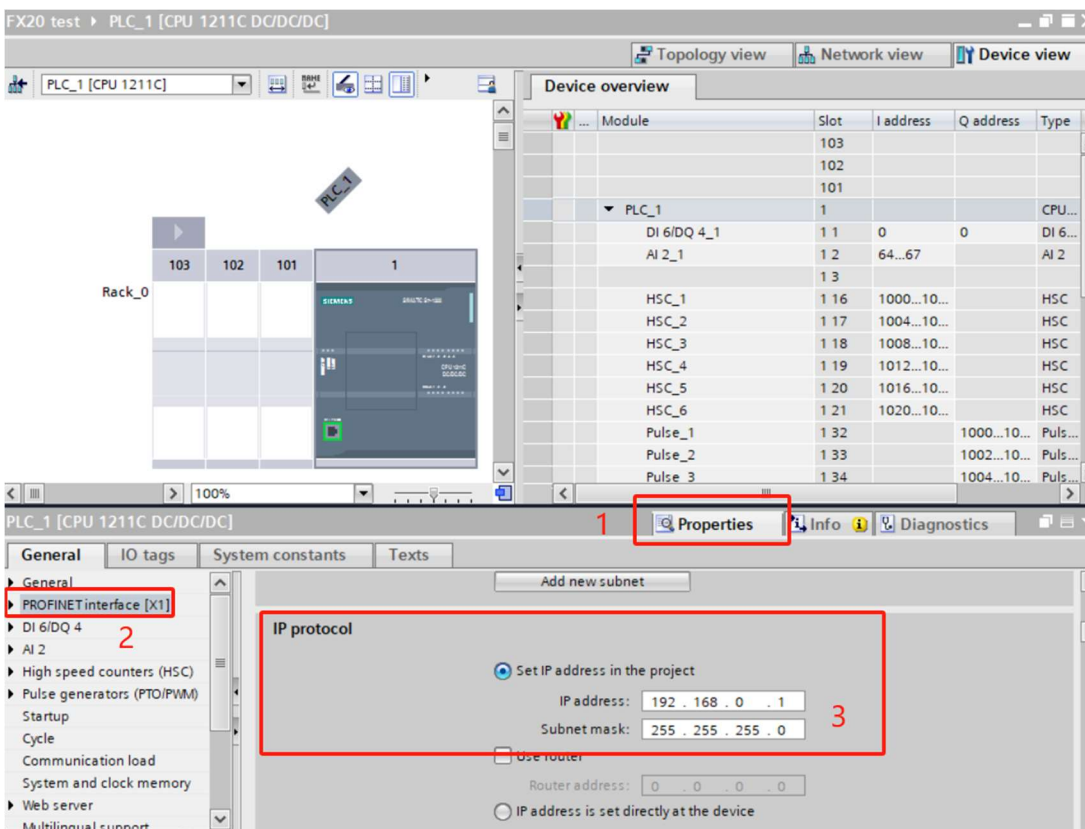 FX20 test ▸ PLC_1 [CPU 1211C DC/DC/DC]
Topology view Network view Device view
PLC_1 [CPU 1211C]
Device overview
... Module Slot I address Q address Type
103
102
101
PLC_1 1 CPU...
DI 6/DQ 4_1 1 1 0 0 DI 6...
AI 2_1 1 2 64...67 AI 2
1 3
HSC_1 1 16 1000...10... HSC
HSC_2 1 17 1004...10... HSC
HSC_3 1 18 1008...10... HSC
HSC_4 1 19 1012...10... HSC
HSC_5 1 20 1016...10... HSC
HSC_6 1 21 1020...10... HSC
Pulse_1 1 32 1000...10... Puls...
Pulse_2 1 33 1002...10... Puls...
Pulse_3 1 34 1004...10... Puls...
PLC_1
103 102 101 1
Rack_0
SIEMENS
100%
PLC_1 [CPU 1211C DC/DC/DC]
1
Properties Info Diagnostics
General IO tags System constants Texts
General
PROFINET interface [X1]
2
DI 6/DQ 4
AI 2
High speed counters (HSC)
Pulse generators (PTO/PWM)
Startup
Cycle
Communication load
System and clock memory
Web server
Multilingual support
Add new subnet
IP protocol
Set IP address in the project
IP address: 192 . 168 . 0 . 1
Subnet mask: 255 . 255 . 255 . 0
3
Use router
Router address: 0 . 0 . 0 . 0
IP address is set directly at the device